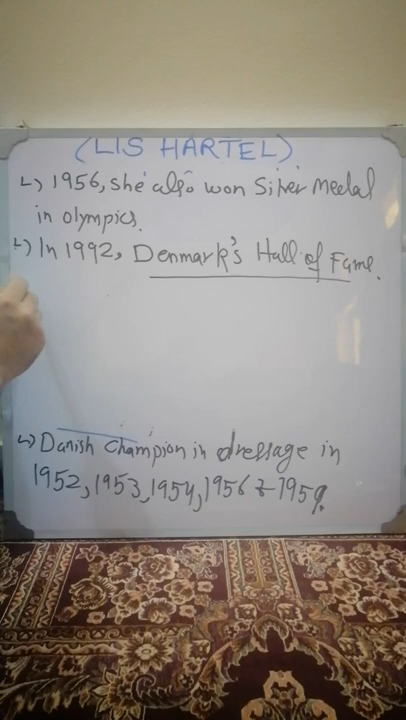 (LIS HARTEL)
↳ 1956, she also won Silver Medal
in olympics.
↳ In 1992, Denmark's Hall of Fame.
↳ Danish Champion in dressage in
1952, 1953, 1954, 1956 & 1959.